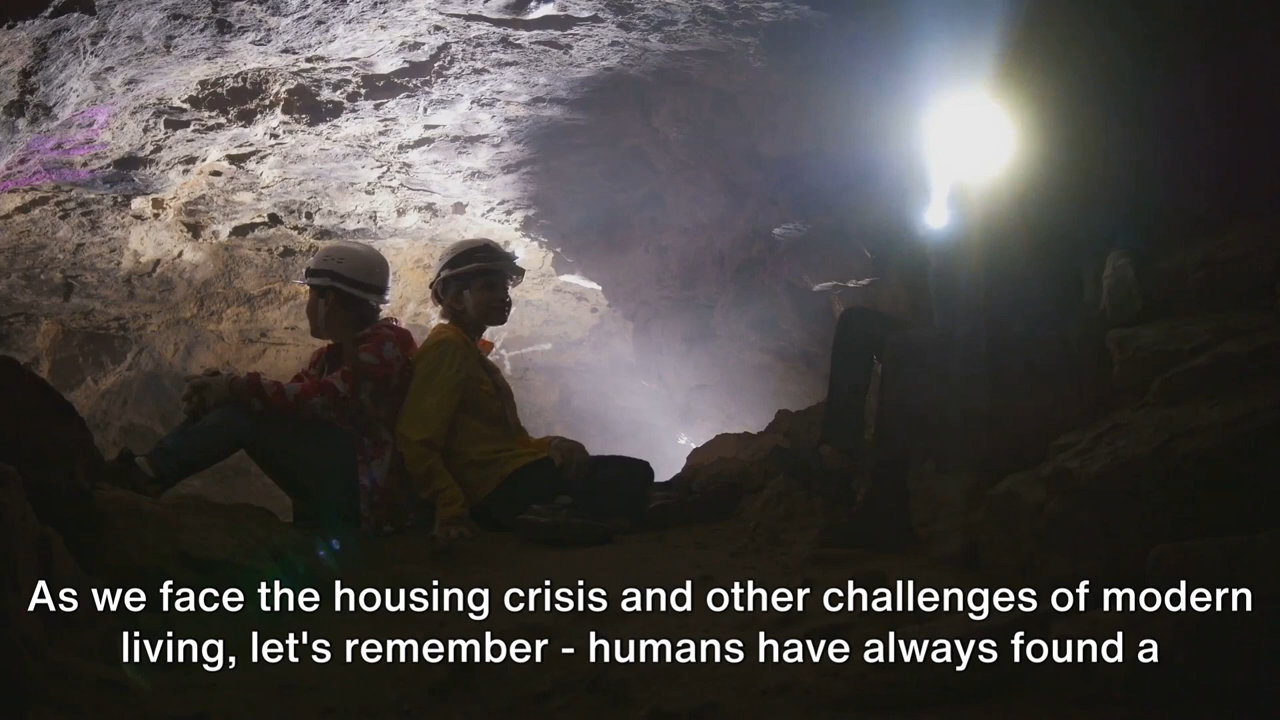 As we face the housing crisis and other challenges of modern
living, let's remember - humans have always found a